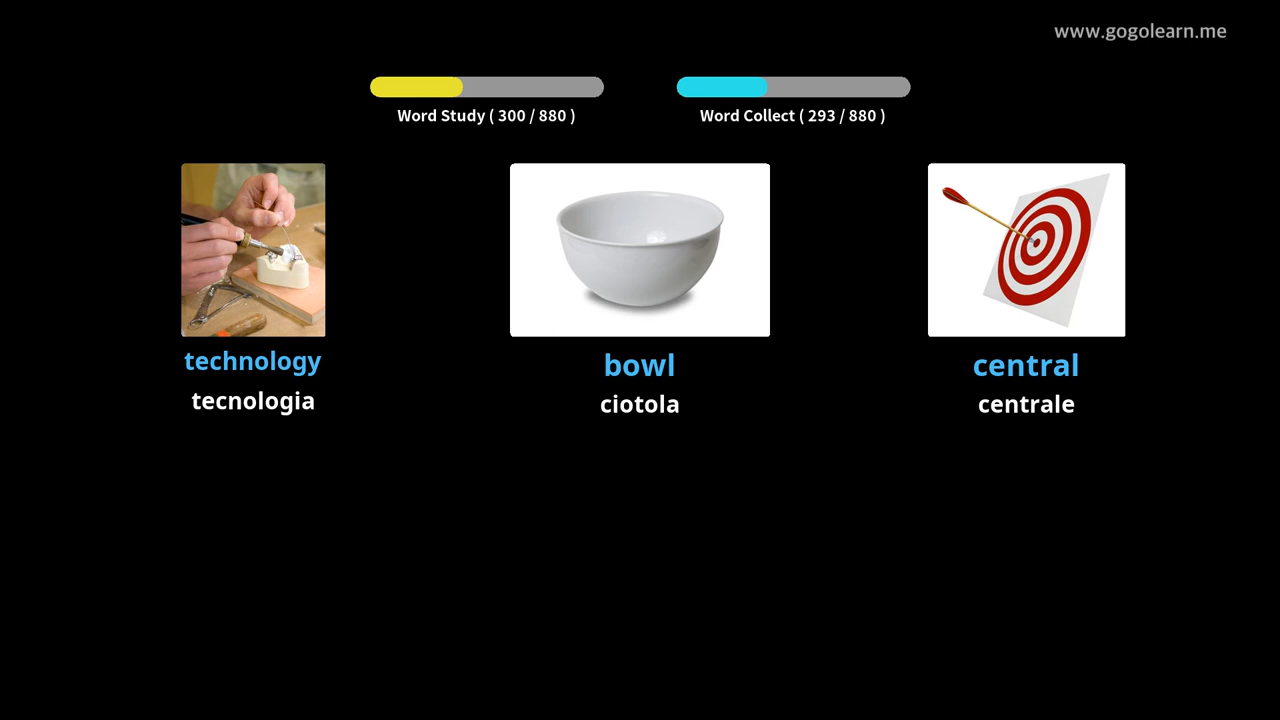 www.gogolearn.me
Word Study ( 300 / 880 )
Word Collect ( 293 / 880 )
technology
tecnologia
bowl
ciotola
central
centrale